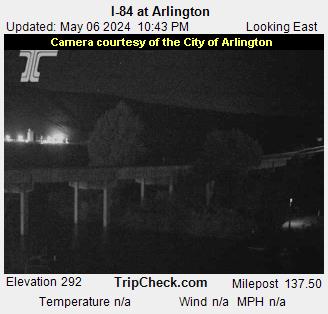 I-84 at Arlington
Updated: May 06 2024 10:43 PM Looking East
Camera courtesy of the City of Arlington
Elevation 292 TripCheck.com Milepost 137.50
Temperature n/a Wind n/a MPH n/a